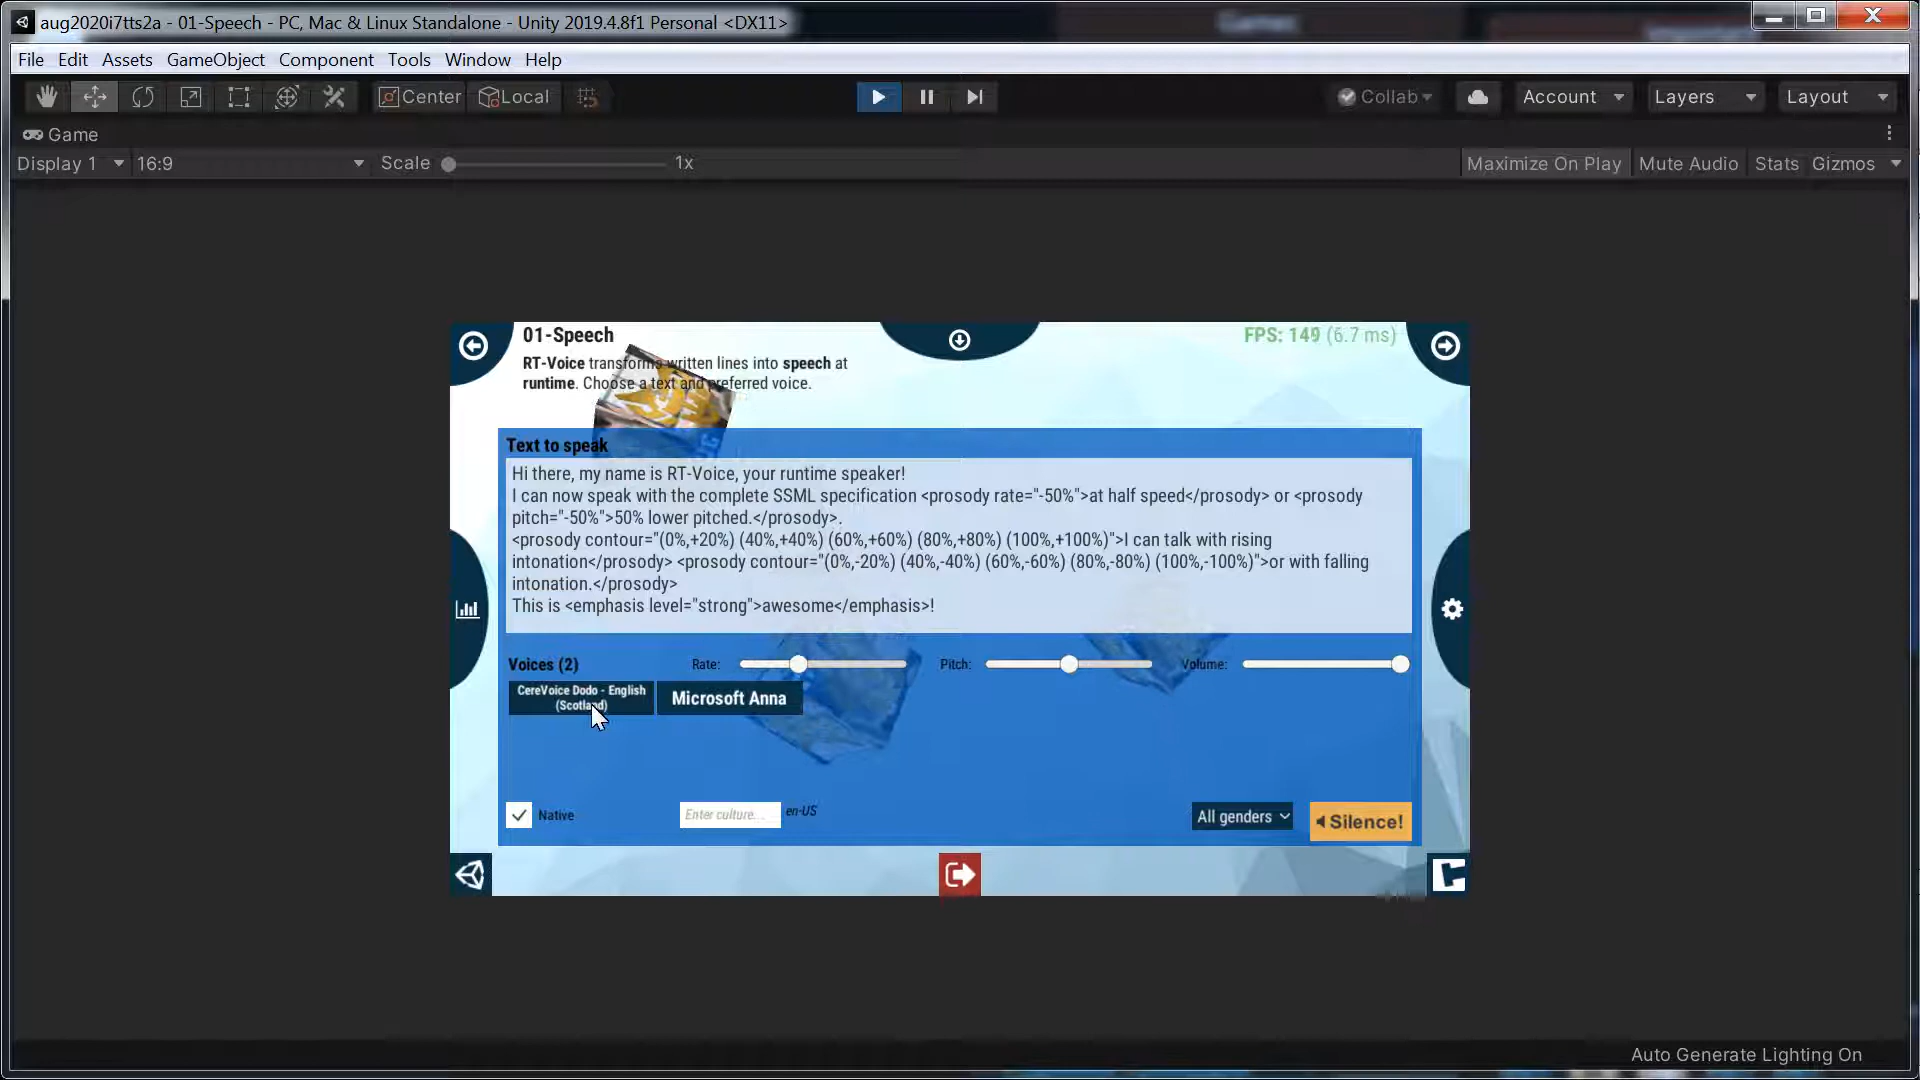 aug2020i7tts2a - 01-Speech - PC, Mac & Linux Standalone - Unity 2019.4.8f1 Personal <DX11>
File Edit Assets GameObject Component Tools Window Help
Center Local Collab Account Layers Layout
Game
Display 1 16:9 Scale 1x Maximize On Play Mute Audio Stats Gizmos
01-Speech
FPS: 149 (6.7 ms)
RT-Voice transforms written lines into speech at
runtime. Choose a text and preferred voice.
Text to speak
Hi there, my name is RT-Voice, your runtime speaker!
I can now speak with the complete SSML specification <prosody rate="-50%">at half speed</prosody> or <prosody
pitch="-50%">50% lower pitched.</prosody>.
<prosody contour="(0%,+20%) (40%,+40%) (60%,+60%) (80%,+80%) (100%,+100%)">I can talk with rising
intonation</prosody> <prosody contour="(0%,-20%) (40%,-40%) (60%,-60%) (80%,-80%) (100%,-100%)">or with falling
intonation.</prosody>
This is <emphasis level="strong">awesome</emphasis>!
Voices (2) Rate: Pitch: Volume:
CereVoice Dodo - English
(Scotland)
Microsoft Anna
Native Enter culture... en-US All genders Silence!
Auto Generate Lighting On